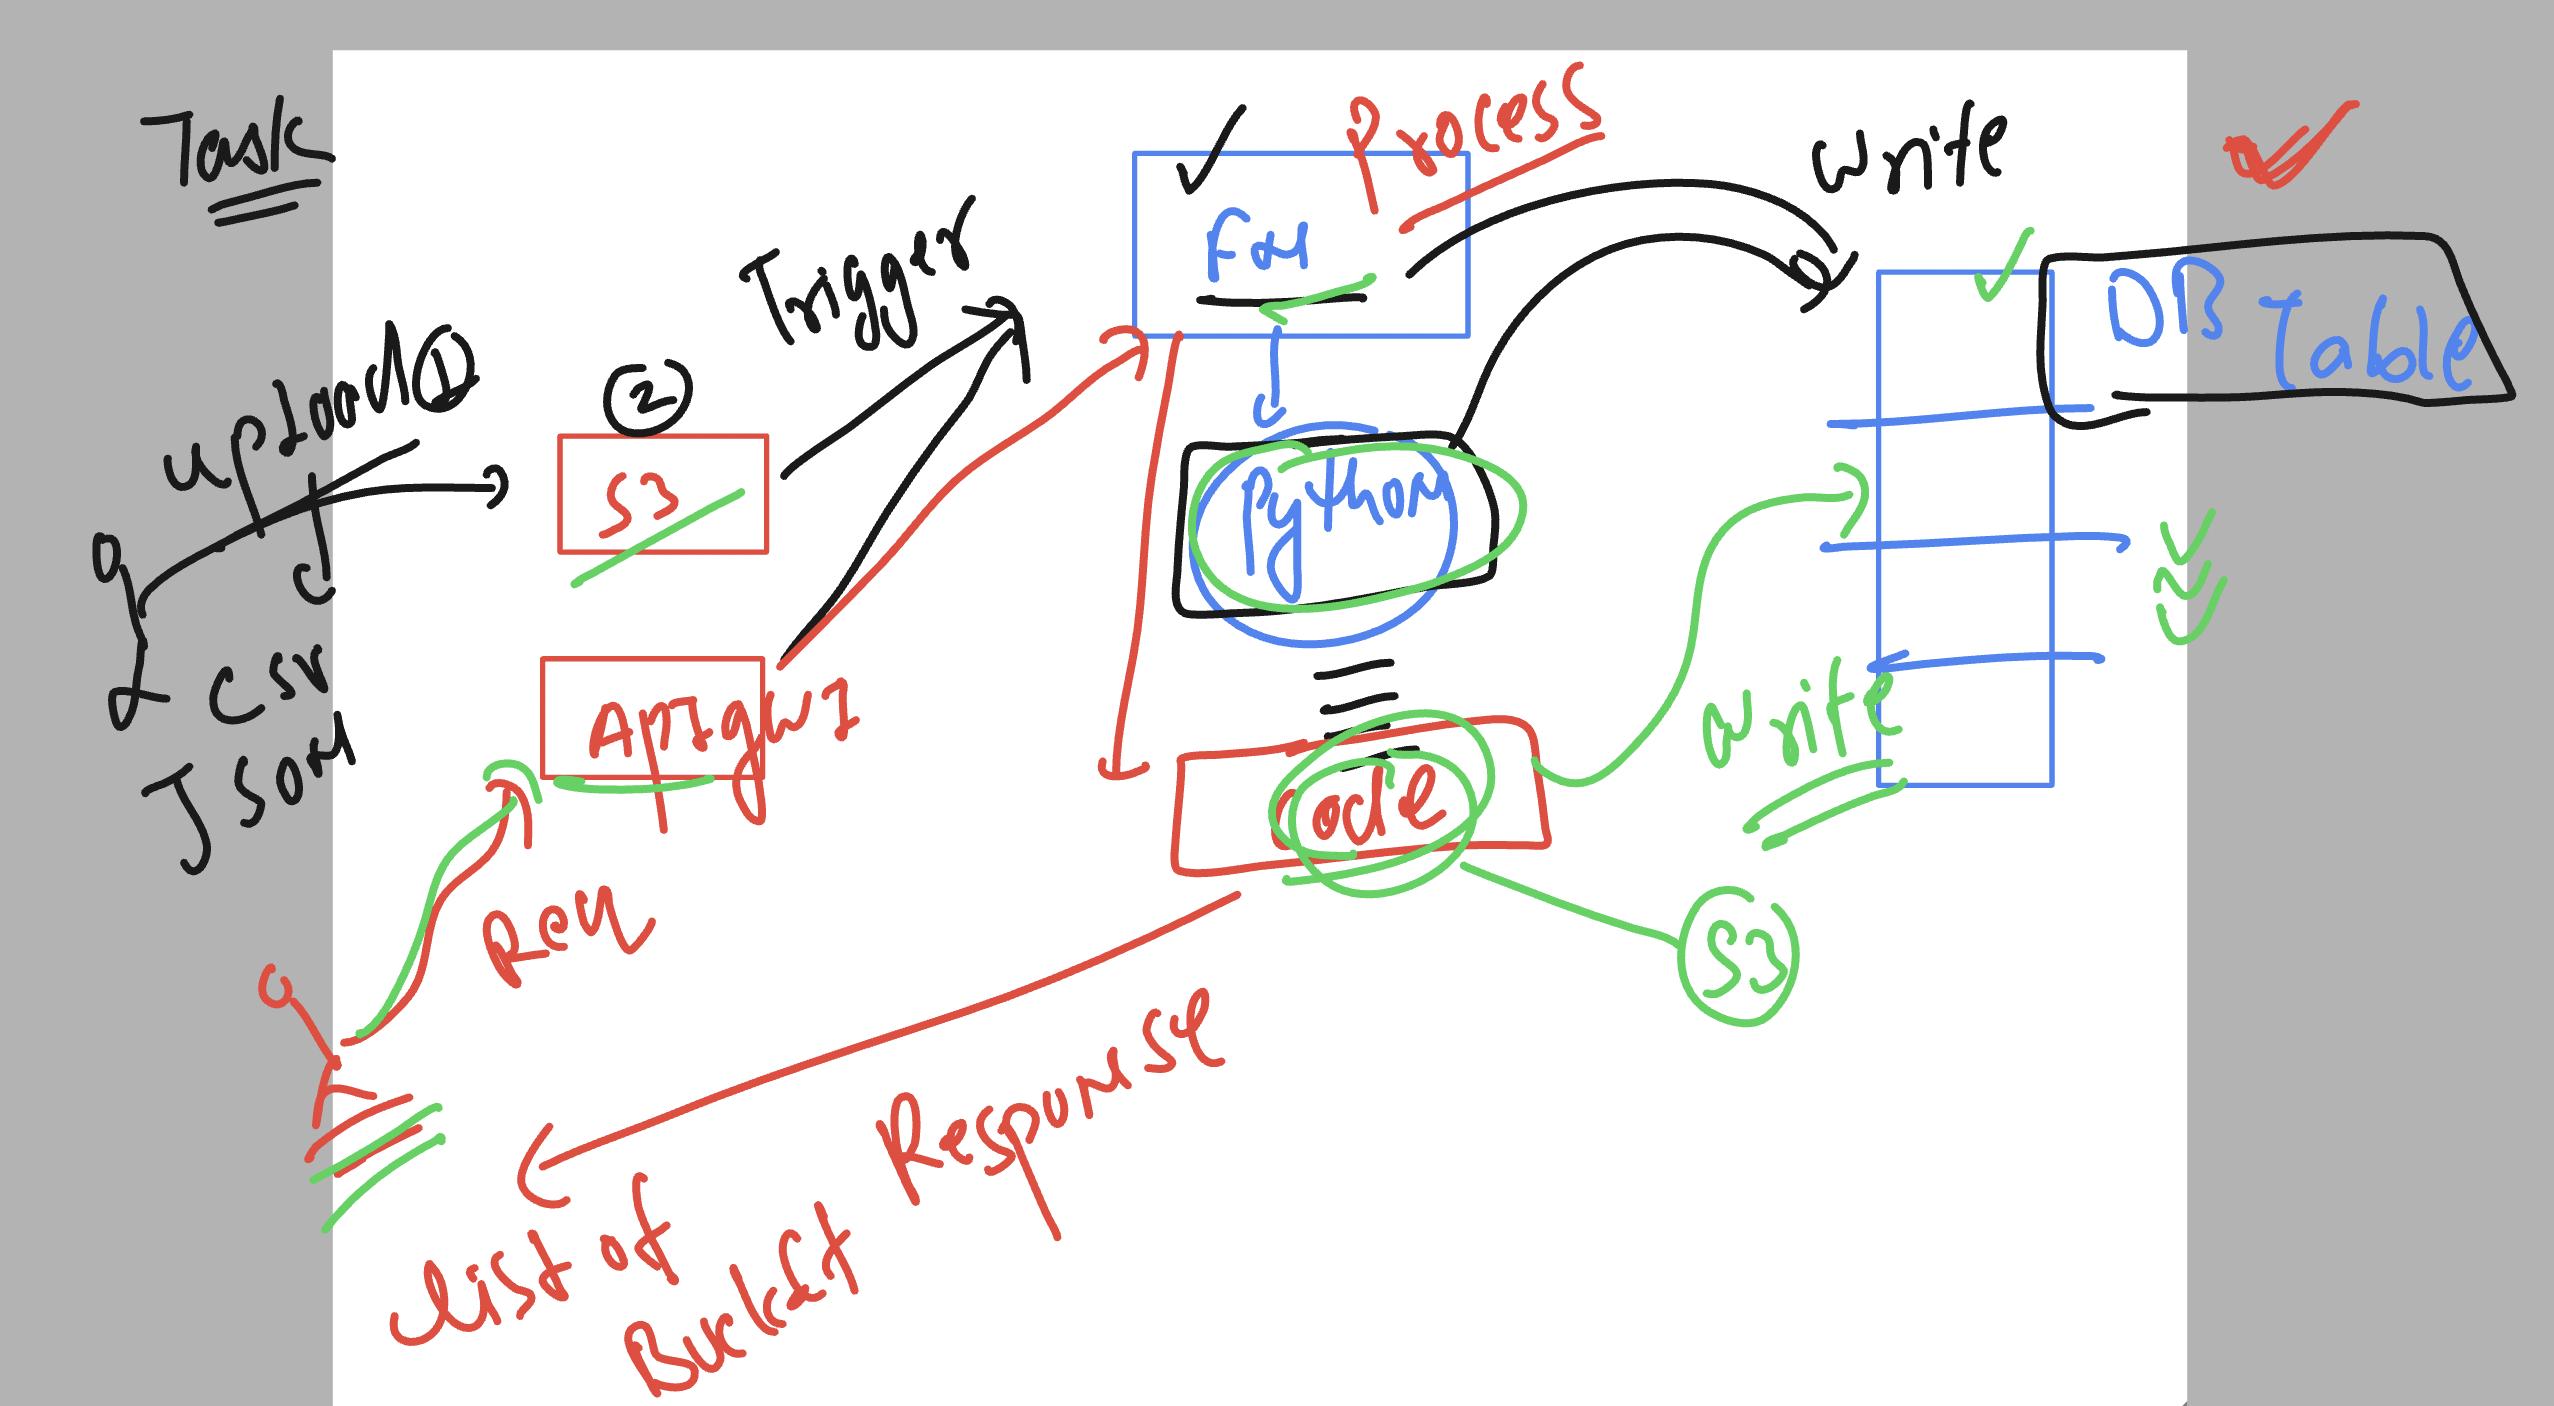 Task
Process
Write
Trigger
Fn
DB
Table
upload 1
2
S3
Python
Csv
Json
APIgw
Write
Code
Req
S3
Response
List of
Bucket